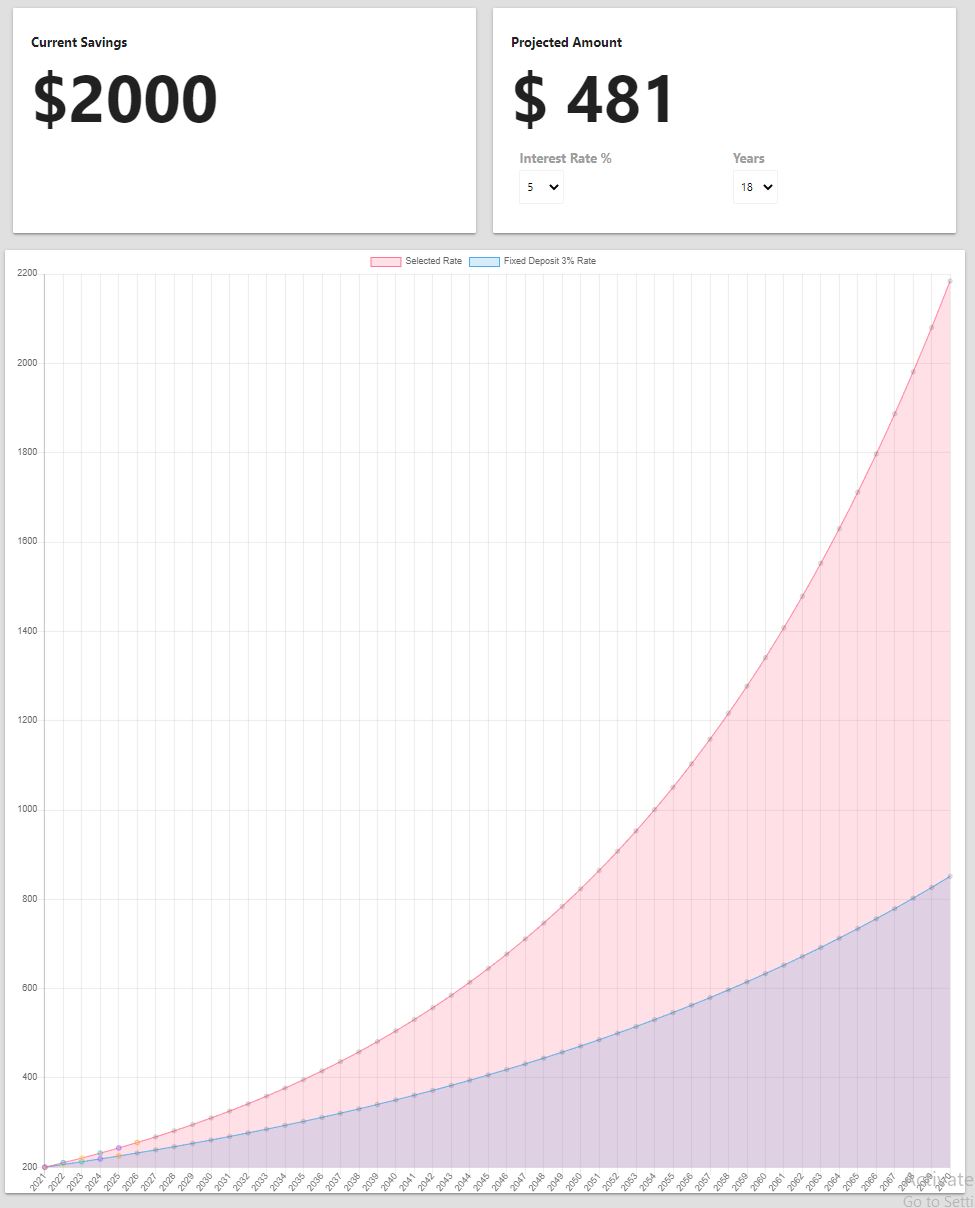 Current Savings
$2000
Projected Amount
$ 481
Interest Rate %
Years
5
18
Selected Rate
Fixed Deposit 3% Rate
2200
2000
1800
1600
1400
1200
1000
800
600
400
200
2021 2022 2023 2024 2025 2026 2027 2028 2029 2030 2031 2032 2033 2034 2035 2036 2037 2038 2039 2040 2041 2042 2043 2044 2045 2046 2047 2048 2049 2050 2051 2052 2053 2054 2055 2056 2057 2058 2059 2060 2061 2062 2063 2064 2065 2066 2067 2068 2069 2070
Activate
Go to Setti